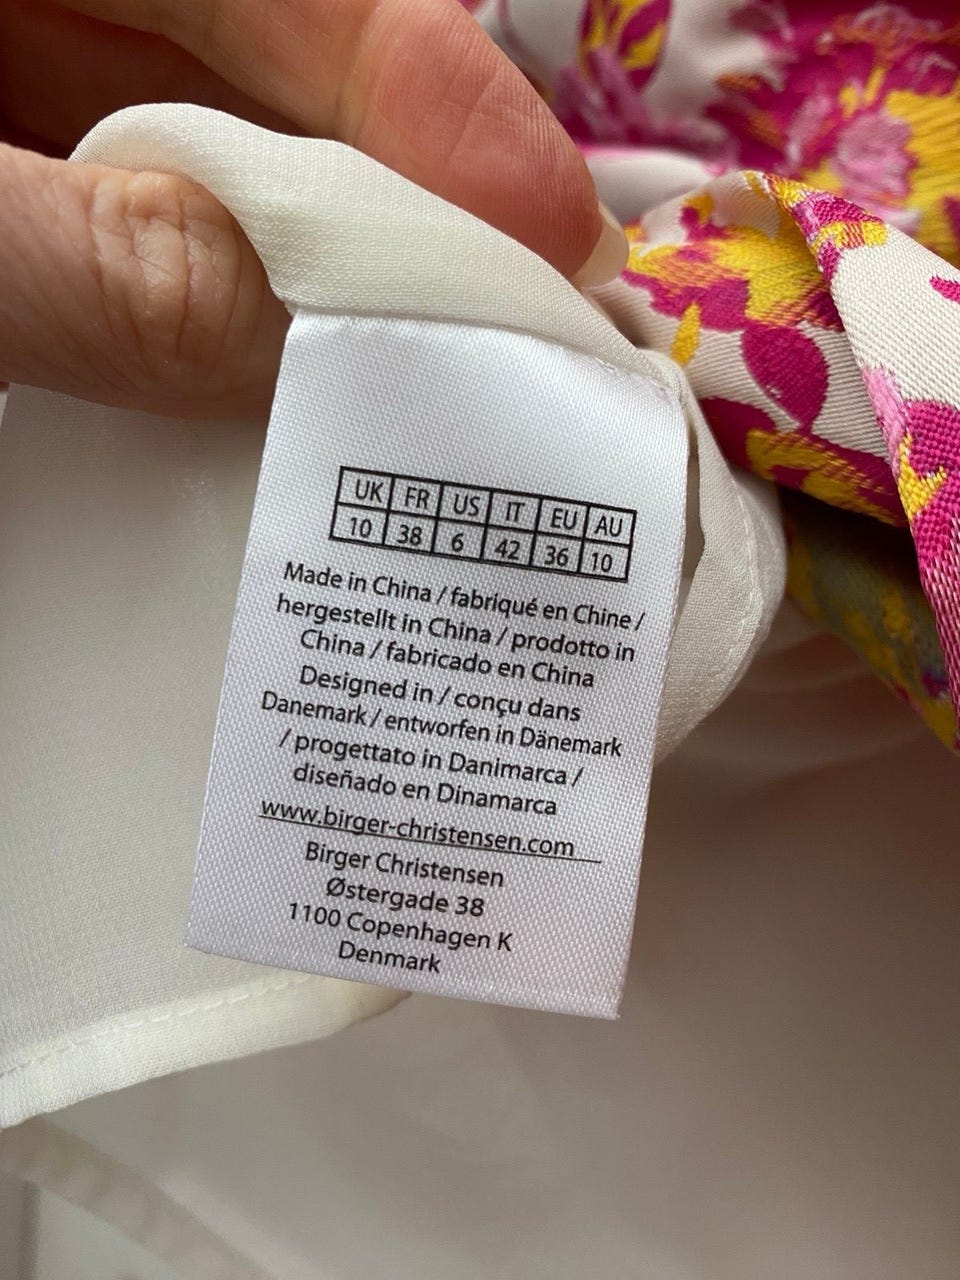 UK FR US IT EU AU
10 38 6 42 36 10
Made in China / fabriqué en Chine /
hergestellt in China / prodotto in
China / fabricado en China
Designed in / conçu dans
Danemark / entworfen in Dänemark
/ progettato in Danimarca /
diseñado en Dinamarca
www.birger-christensen.com
Birger Christensen
Østergade 38
1100 Copenhagen K
Denmark